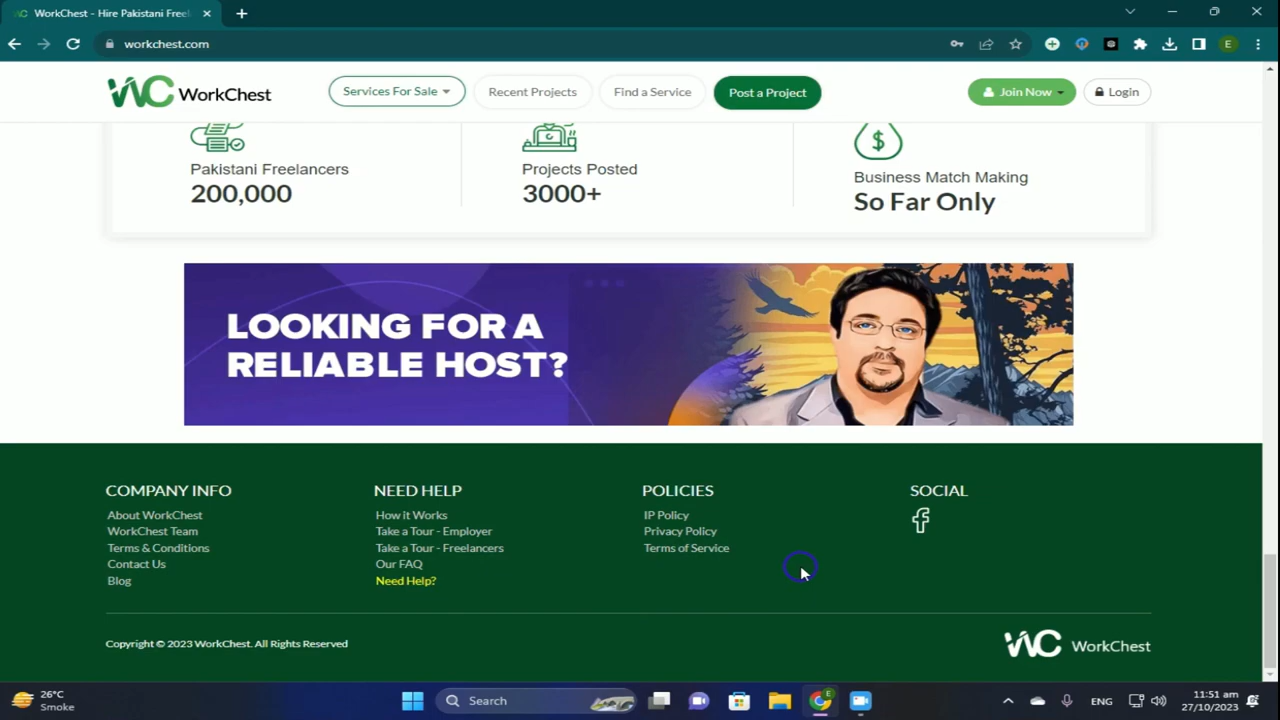 WorkChest - Hire Pakistani Freel
workchest.com
E
WC WorkChest
Services For Sale
Recent Projects
Find a Service
Post a Project
Join Now
Login
Pakistani Freelancers
200,000
Projects Posted
3000+
$
Business Match Making
So Far Only
LOOKING FOR A
RELIABLE HOST?
COMPANY INFO
About WorkChest
WorkChest Team
Terms & Conditions
Contact Us
Blog
NEED HELP
How it Works
Take a Tour - Employer
Take a Tour - Freelancers
Our FAQ
Need Help?
POLICIES
IP Policy
Privacy Policy
Terms of Service
SOCIAL
Copyright © 2023 WorkChest. All Rights Reserved
WC WorkChest
26°C
Smoke
Search
ENG
11:51 am
27/10/2023